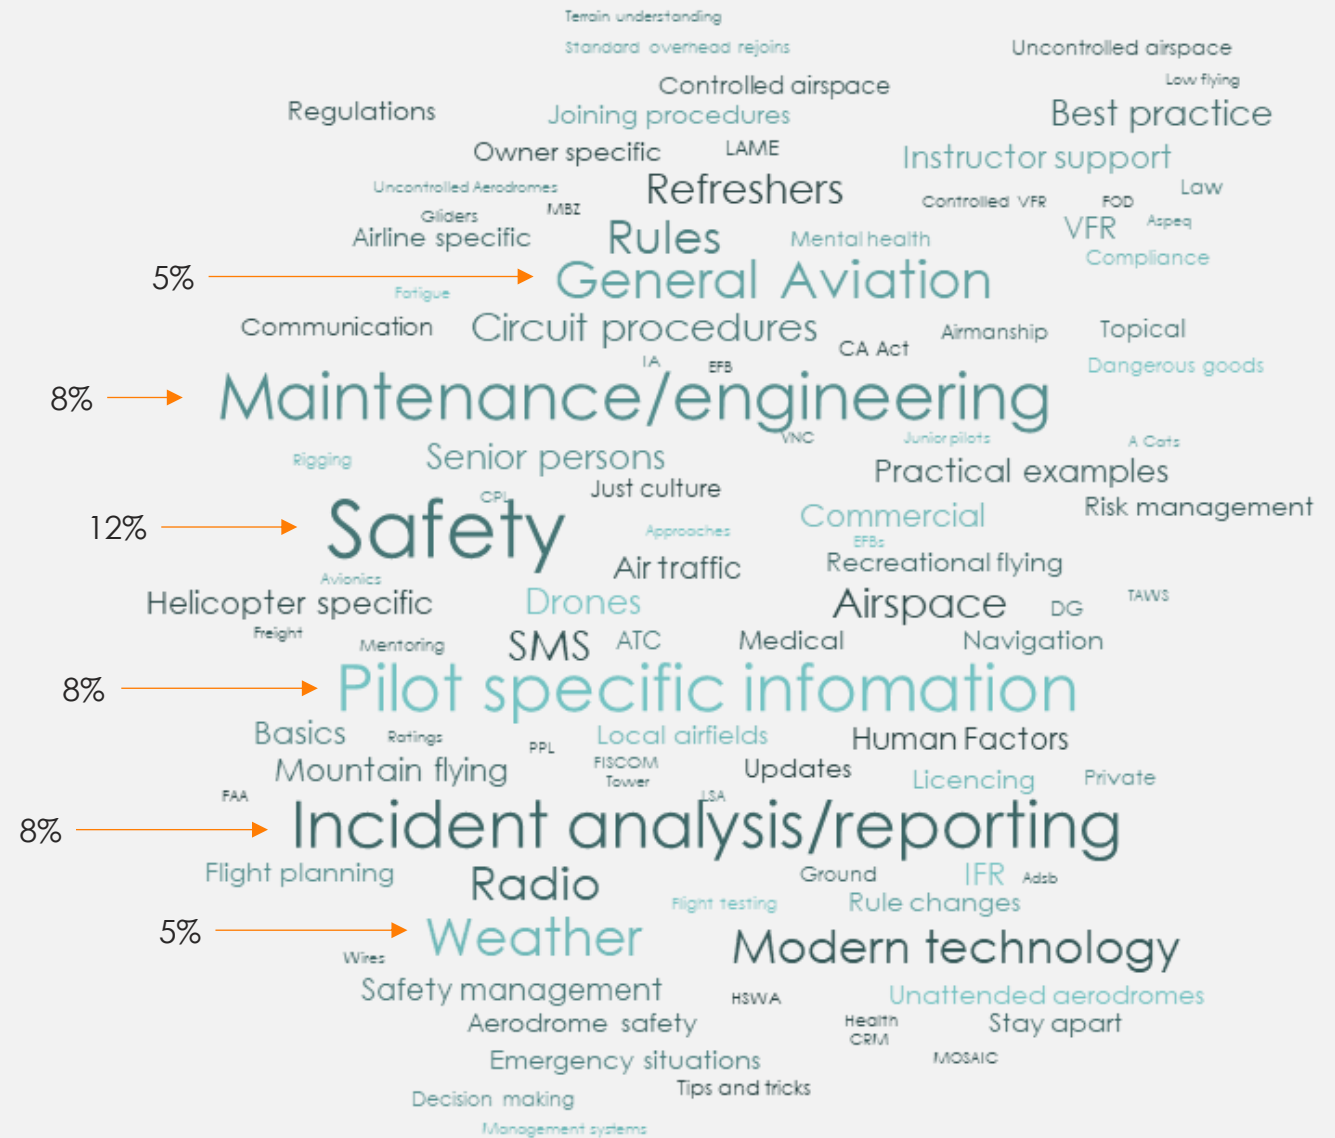 Terrain understanding
Standard overhead rejoins
Uncontrolled airspace
Controlled airspace
Low flying
Regulations
Joining procedures
Best practice
Owner specific
LAME
Instructor support
Uncontrolled Aerodromes
Refreshers
Law
Gliders
MBZ
Controlled VFR
FOD
Airline specific
Rules
Mental health
VFR
Aspeq
Compliance
5%
General Aviation
Fatigue
Communication
Circuit procedures
CA Act
Airmanship
Topical
IA
EFB
Dangerous goods
8%
Maintenance/engineering
VNC
Junior pilots
A Cats
Rigging
Senior persons
Practical examples
CPL
Just culture
Risk management
12%
Safety
Approaches
Commercial
EFBs
Air traffic
Recreational flying
Avionics
Helicopter specific
Drones
Airspace
DG
TAWS
Freight
Mentoring
SMS
ATC
Medical
Navigation
8%
Pilot specific infomation
Basics
Ratings
PPL
Local airfields
Human Factors
Mountain flying
FISCOM
Tower
Updates
Licencing
Private
FAA
LSA
8%
Incident analysis/reporting
Flight planning
Radio
Ground
IFR
Adsb
Flight testing
Rule changes
5%
Weather
Modern technology
Wires
Safety management
HSWA
Unattended aerodromes
Aerodrome safety
Health
CRM
Stay apart
Emergency situations
MOSAIC
Decision making
Tips and tricks
Management systems